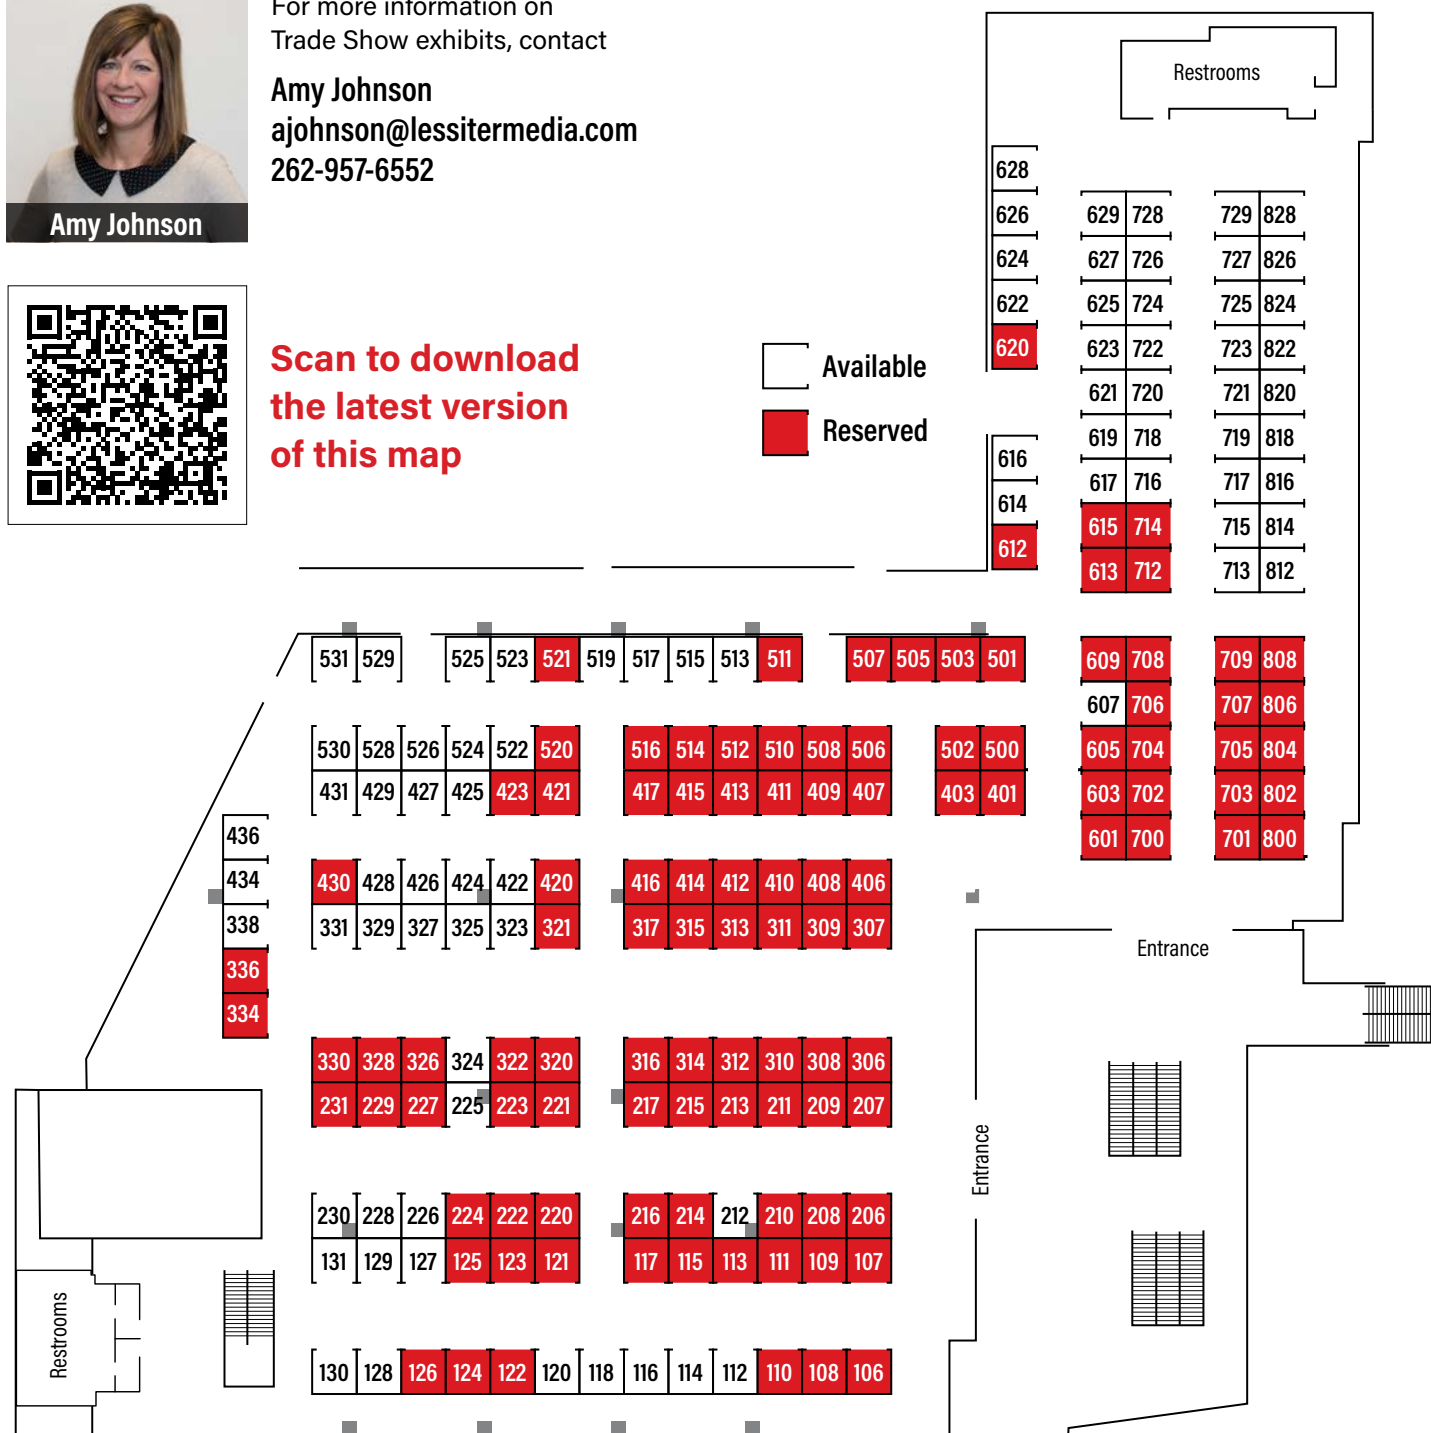 For more information on
Trade Show exhibits, contact
Amy Johnson
ajohnson@lessitermedia.com
262-957-6552
Amy Johnson
Scan to download
the latest version
of this map
Available
Reserved
Restrooms
628
626
624
622
620
616
614
612
629 728
627 726
625 724
623 722
621 720
619 718
617 716
615 714
613 712
729 828
727 826
725 824
723 822
721 820
719 818
717 816
715 814
713 812
531 529 525 523 521 519 517 515 513 511 507 505 503 501
609 708
607 706
605 704
603 702
601 700
709 808
707 806
705 804
703 802
701 800
530 528 526 524 522 520 516 514 512 510 508 506 502 500
431 429 427 425 423 421 417 415 413 411 409 407 403 401
436
434
338
336
334
430 428 426 424 422 420 416 414 412 410 408 406
331 329 327 325 323 321 317 315 313 311 309 307
Entrance
330 328 326 324 322 320 316 314 312 310 308 306
231 229 227 225 223 221 217 215 213 211 209 207
Entrance
230 228 226 224 222 220 216 214 212 210 208 206
131 129 127 125 123 121 117 115 113 111 109 107
Restrooms
130 128 126 124 122 120 118 116 114 112 110 108 106